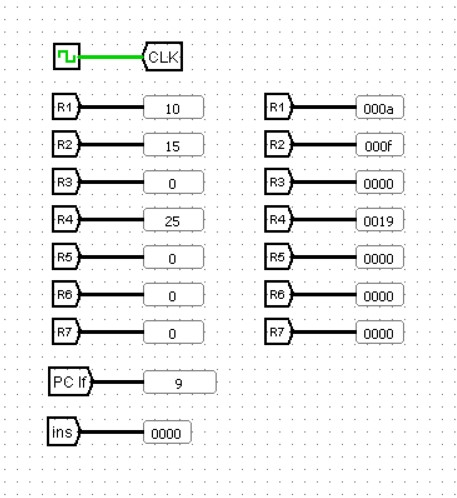 CLK
R1 10 R1 000a
R2 15 R2 000f
R3 0 R3 0000
R4 25 R4 0019
R5 0 R5 0000
R6 0 R6 0000
R7 0 R7 0000
PC If 9
ins 0000